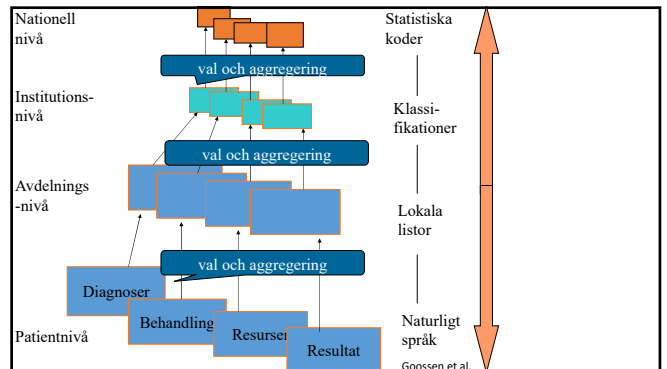 Nationell
nivå
Statistiska
koder
val och aggregering
Institutions-
nivå
Klassi-
fikationer
val och aggregering
Avdelnings
-nivå
Lokala
listor
val och aggregering
Diagnoser
Behandling
Resurser
Resultat
Patientnivå
Naturligt
språk
Goossen et al.